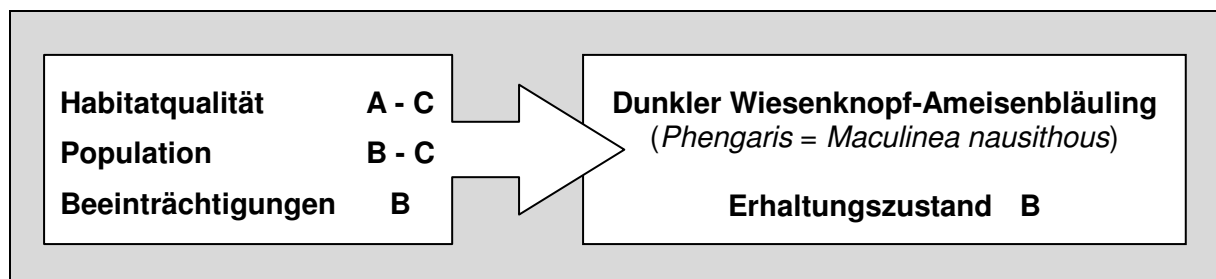 Habitatqualität A - C
Population B - C
Beeinträchtigungen B
Dunkler Wiesenknopf-Ameisenbläuling
(Phengaris = Maculinea nausithous)
Erhaltungszustand B